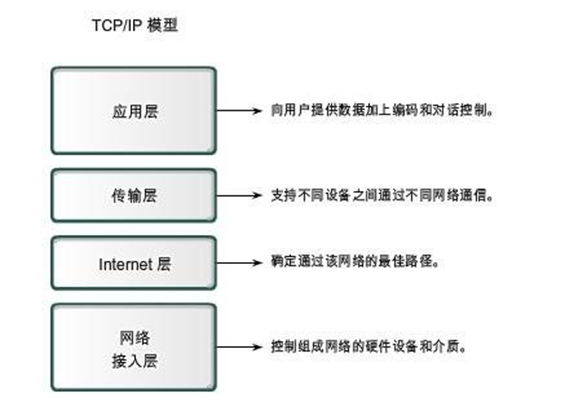 TCP/IP 模型
应用层
向用户提供数据加上编码和对话控制。
传输层
支持不同设备之间通过不同网络通信。
Internet 层
确定通过该网络的最佳路径。
网络
接入层
控制组成网络的硬件设备和介质。